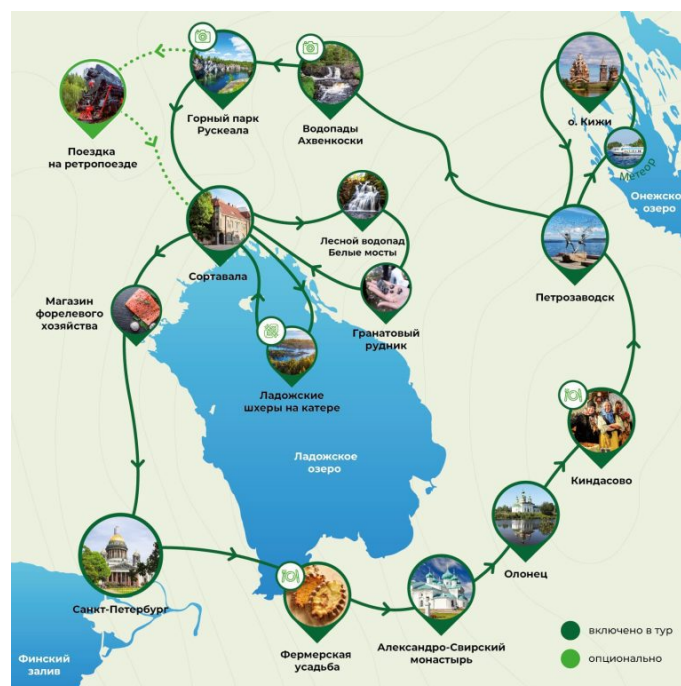 Горный парк
Рускеала
Водопады
Ахвенкоски
о. Кижи
Поездка
на ретропоезде
Метеор
Онежско
озеро
Лесной водопад
Белые мосты
Сортавала
Петрозаводск
Магазин
форелевого
хозяйства
Гранатовый
рудник
Ладожские
шхеры на катере
Ладожское
озеро
Киндасово
Олонец
Санкт-Петербург
Фермерская
усадьба
Александро-Свирский
монастырь
Финский
залив
включено в тур
опционально